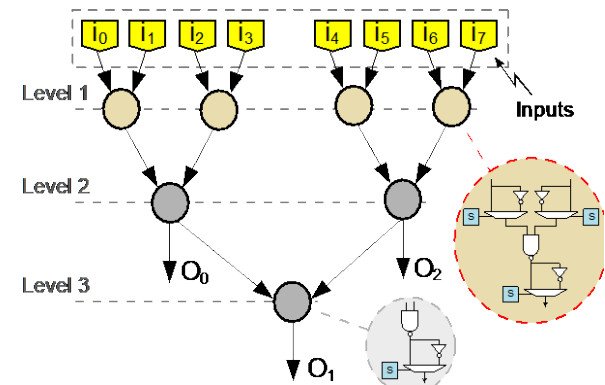 i0 i1 i2 i3 i4 i5 i6 i7
Level 1
Inputs
Level 2
S S
O0 O2
S
Level 3
S
O1